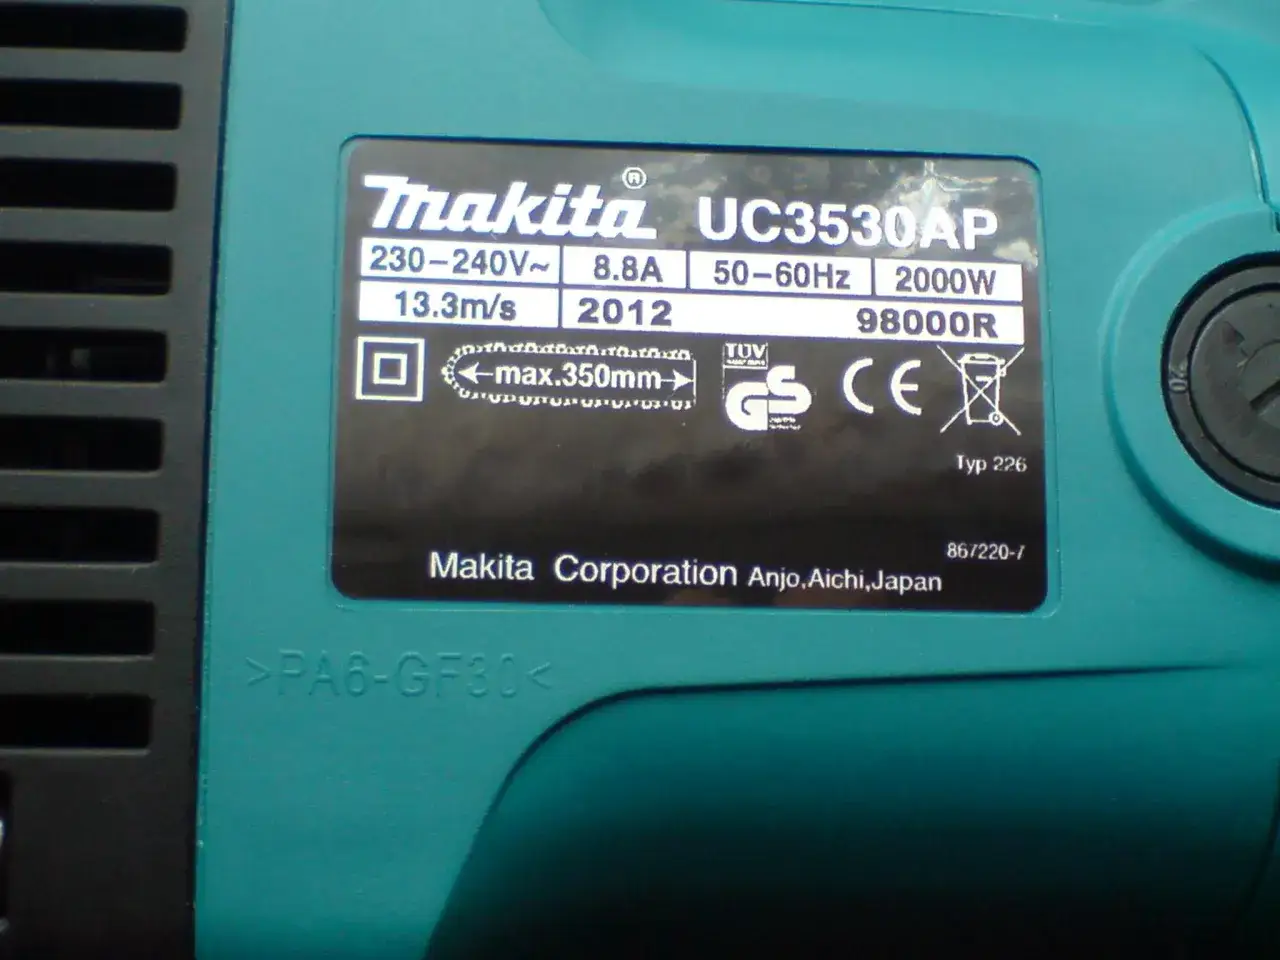 makita® UC3530AP
230-240V~ 8.8A 50-60Hz 2000W
13.3m/s 2012 98000R
max.350mm TÜV GS CE
Typ 226
867220-7
Makita Corporation Anjo,Aichi,Japan
>PA6-GF30<